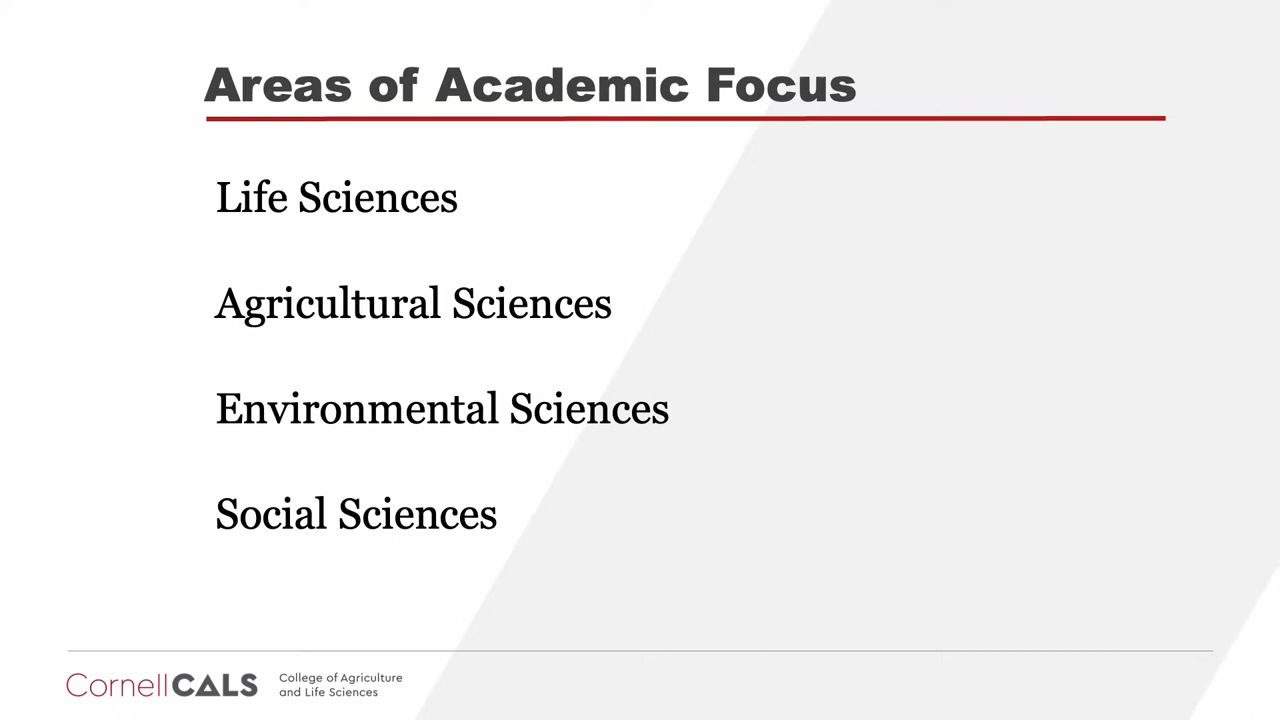 Areas of Academic Focus
Life Sciences
Agricultural Sciences
Environmental Sciences
Social Sciences
CornellCALS
College of Agriculture
and Life Sciences